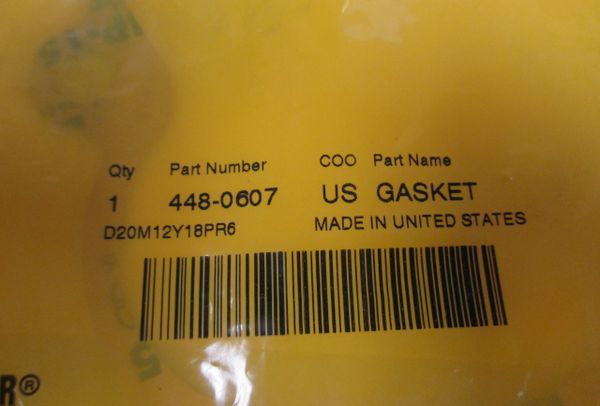 Qty Part Number COO Part Name
1 448-0607 US GASKET
D20M12Y18PR6 MADE IN UNITED STATES
R®